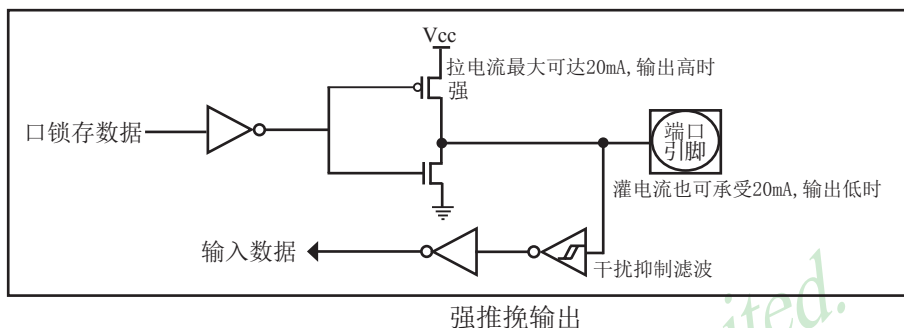 Vcc
拉电流最大可达20mA,输出高时
强
口锁存数据
端口
引脚
灌电流也可承受20mA,输出低时
输入数据
干扰抑制滤波
强推挽输出
ited.